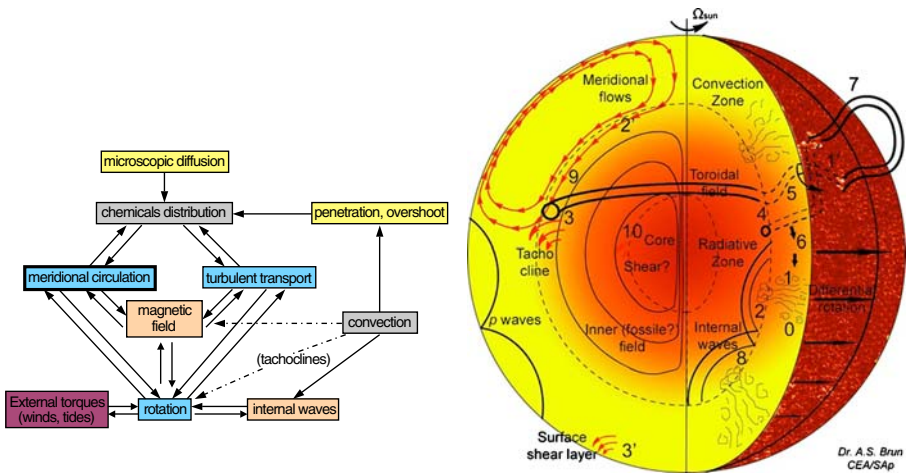 microscopic diffusion
chemicals distribution
penetration, overshoot
meridional circulation
turbulent transport
magnetic
field
convection
(tachoclines)
External torques
(winds, tides)
rotation
internal waves
Ωsun
Meridional
flows
Convection
Zone
7
2'
1'
9
Toroidal
field
5
3
4
10
Core
Radiative
Zone
6
Tacho
cline
Shear?
1
Differential
rotation
p waves
Inner (fossile?)
field
Internal
waves
2
0
8
Surface
shear layer
3'
Dr. A.S. Brun
CEA/SAp